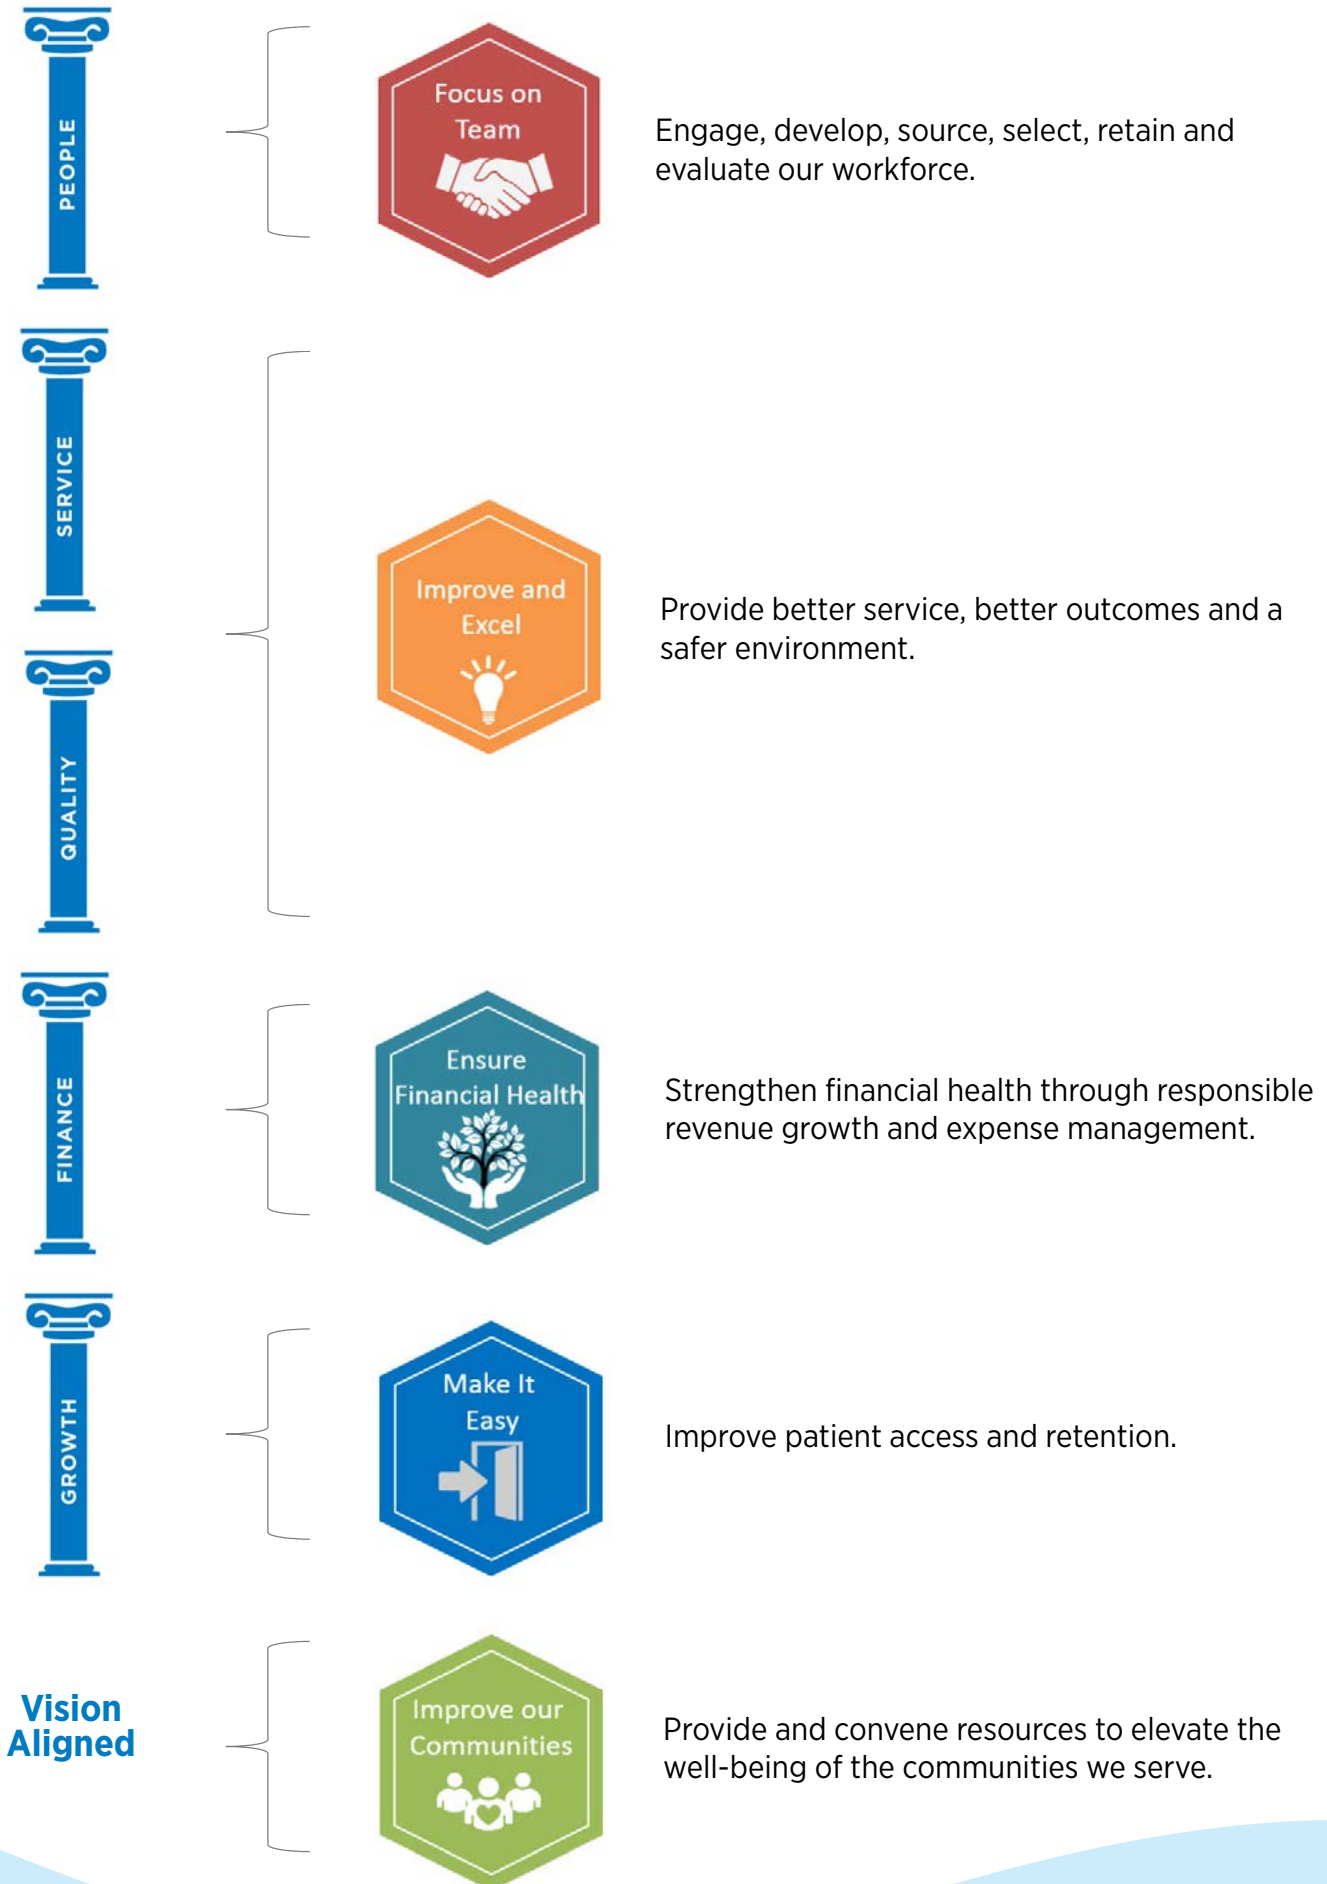 PEOPLE
Focus on
Team
Engage, develop, source, select, retain and
evaluate our workforce.
SERVICE
QUALITY
Improve and
Excel
Provide better service, better outcomes and a
safer environment.
FINANCE
Ensure
Financial Health
Strengthen financial health through responsible
revenue growth and expense management.
GROWTH
Make It
Easy
Improve patient access and retention.
Vision
Aligned
Improve our
Communities
Provide and convene resources to elevate the
well-being of the communities we serve.